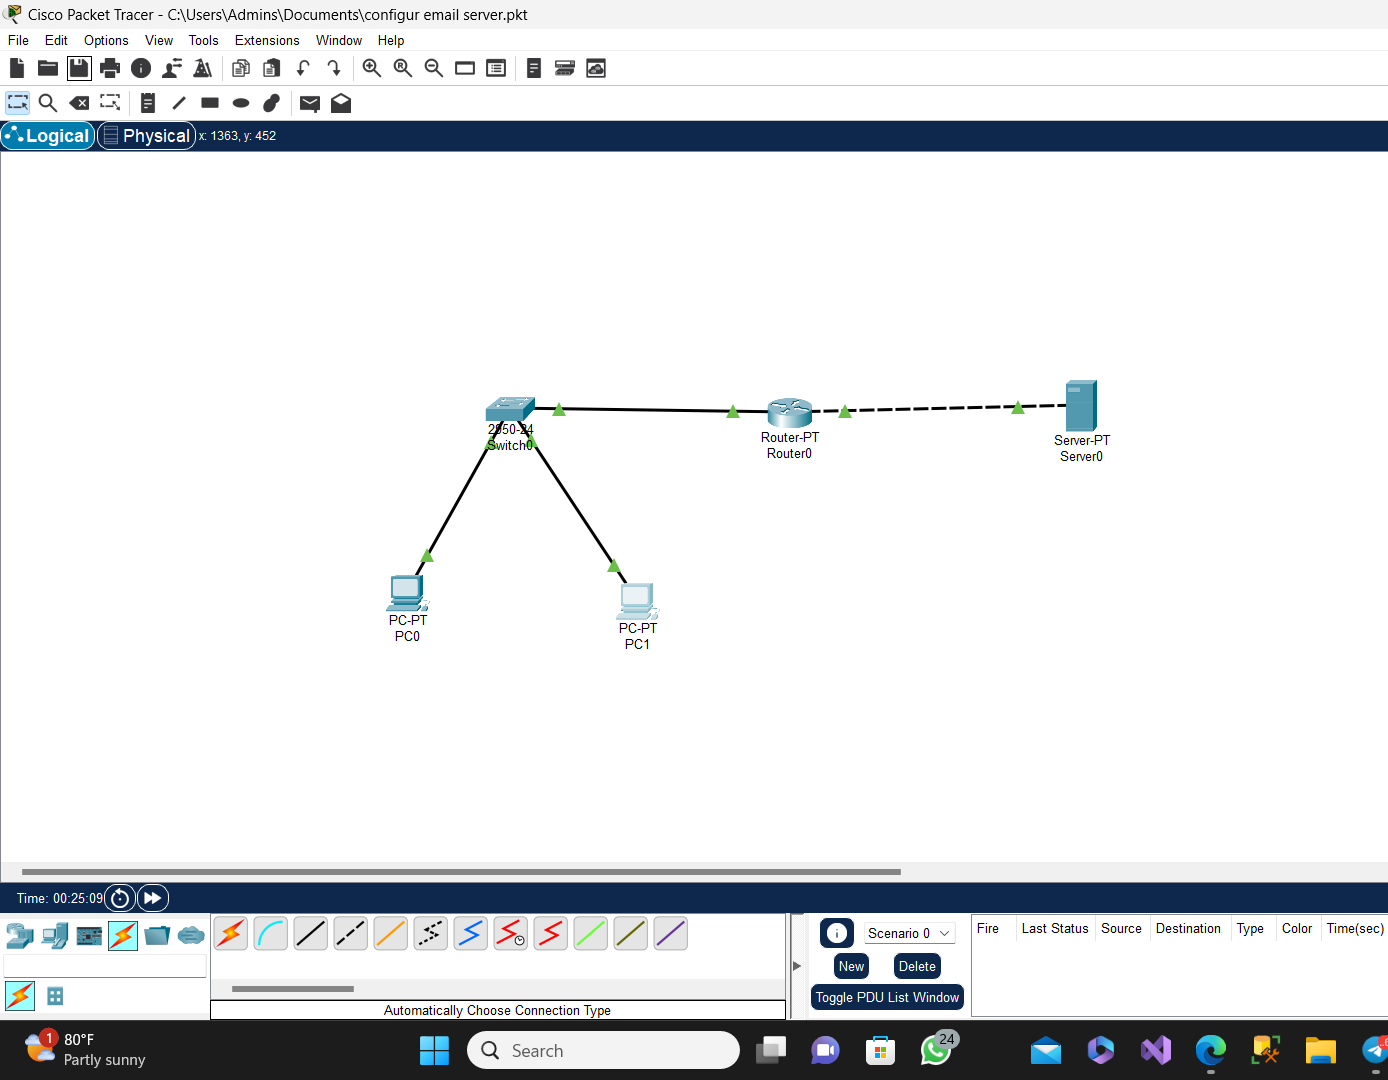 Cisco Packet Tracer - C:\Users\Admins\Documents\configur email server.pkt
File Edit Options View Tools Extensions Window Help
Logical Physical x: 1363, y: 452
2950-24
Switch0
Router-PT
Router0
Server-PT
Server0
PC-PT
PC0
PC-PT
PC1
Time: 00:25:09
Scenario 0
New Delete
Toggle PDU List Window
Fire Last Status Source Destination Type Color Time(sec)
Automatically Choose Connection Type
1
80°F
Partly sunny
Search
24